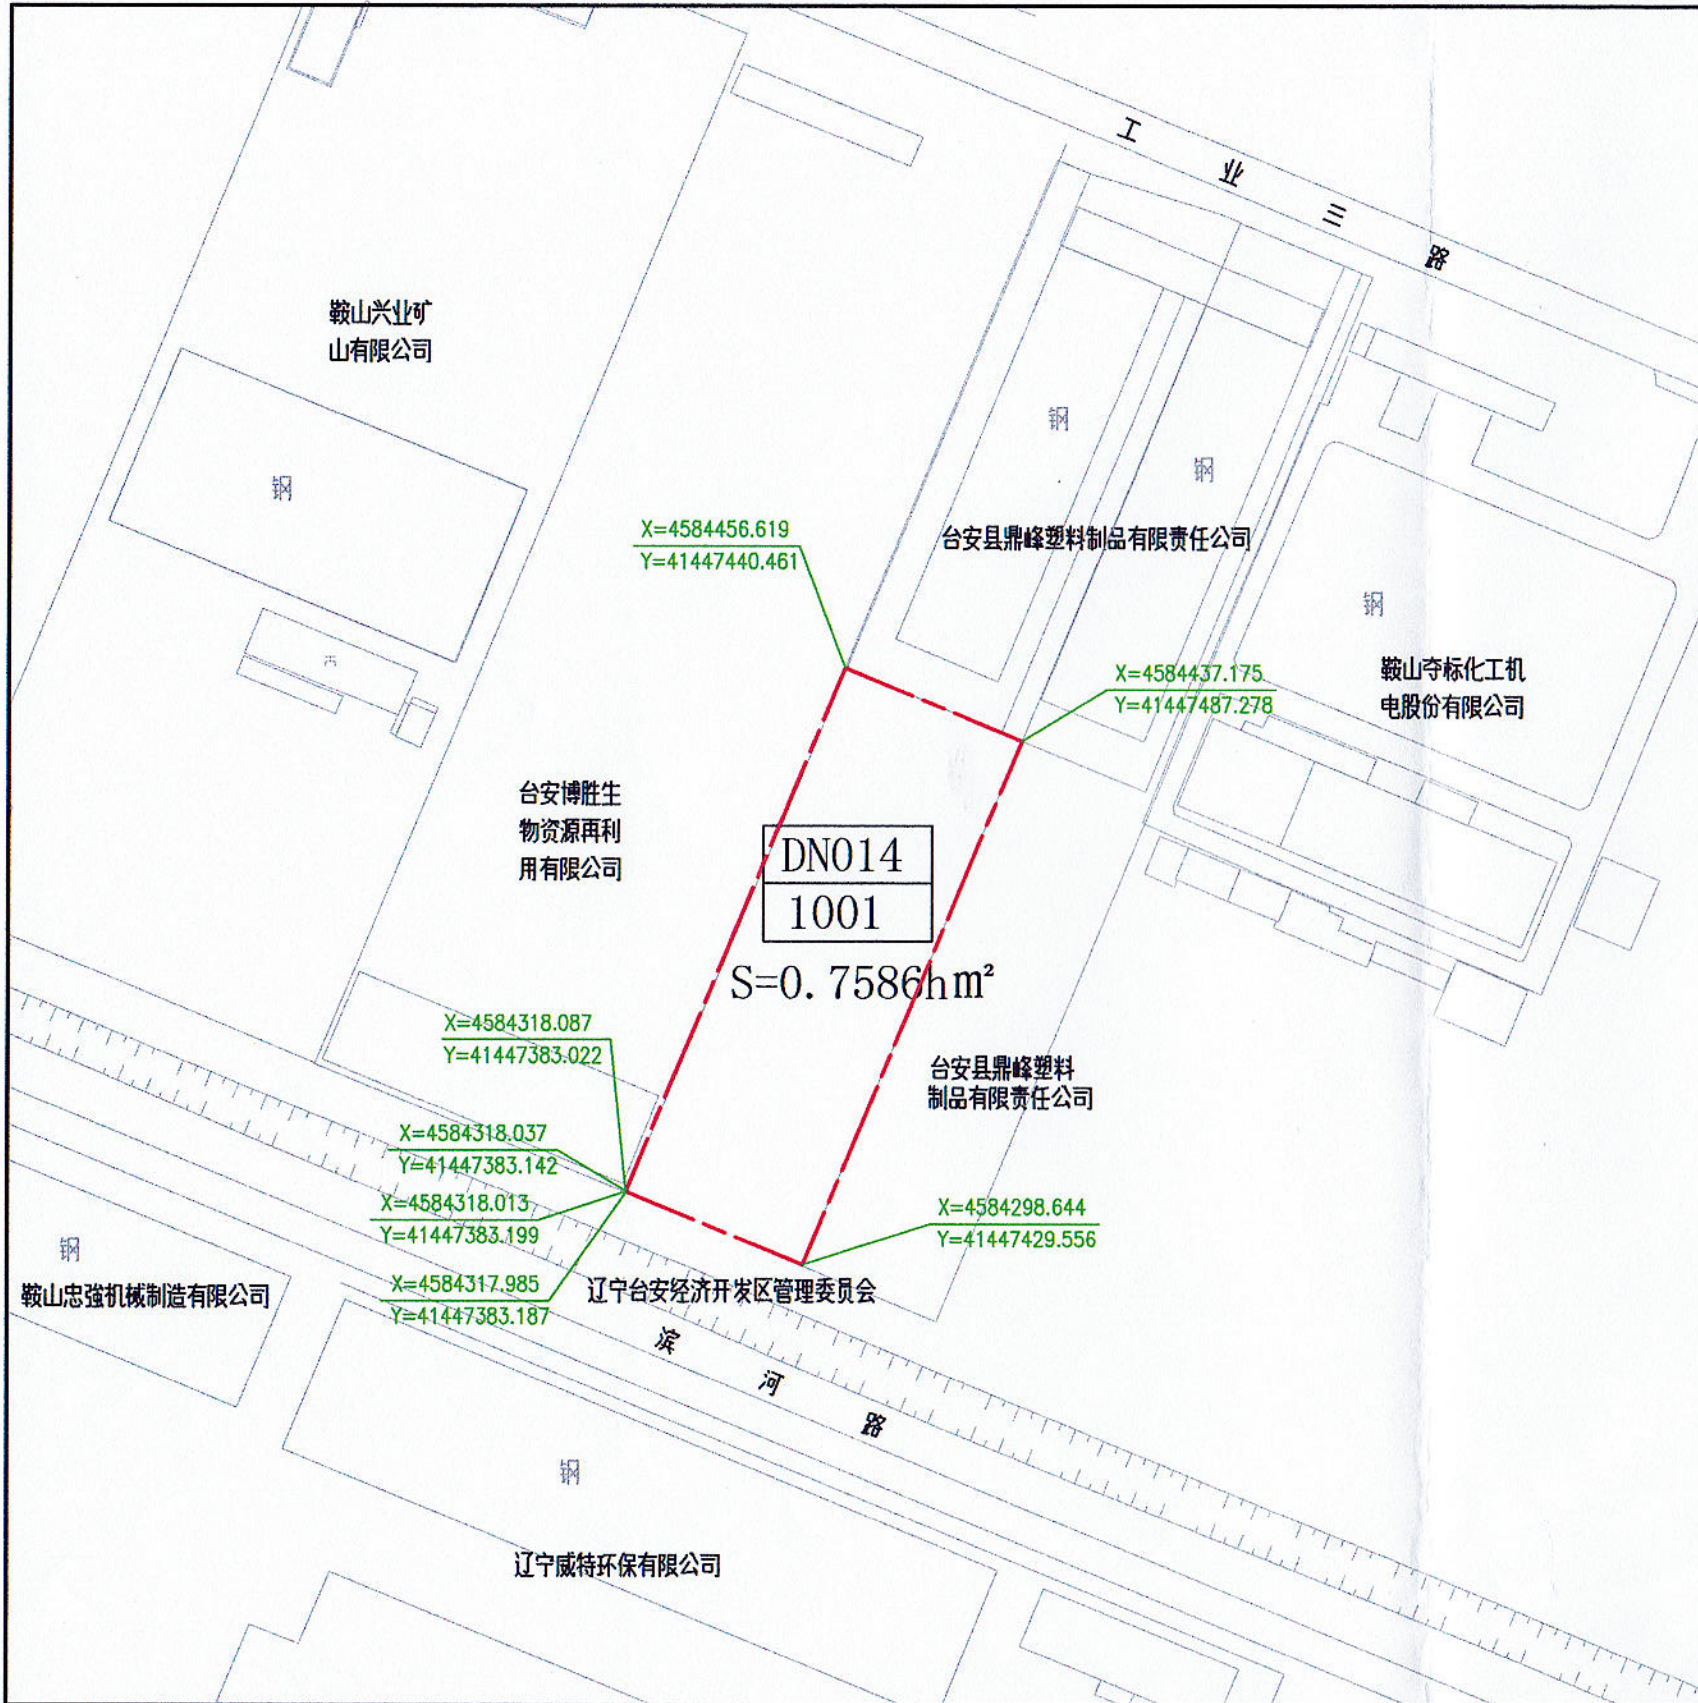 工业三路
鞍山兴业矿
山有限公司
钢
钢
钢
X=4584456.619
Y=41447440.461
台安县鼎峰塑料制品有限责任公司
钢
X=4584437.175
Y=41447487.278
鞍山夺标化工机
电股份有限公司
台安博胜生
物资源再利
用有限公司
DN014
1001
S=0.7586hm²
X=4584318.087
Y=41447383.022
台安县鼎峰塑料
制品有限责任公司
X=4584318.037
Y=41447383.142
X=4584318.013
Y=41447383.199
X=4584298.644
Y=41447429.556
钢
鞍山忠強机械制造有限公司
X=4584317.985
Y=41447383.187
辽宁台安经济开发区管理委员会
滨河路
钢
辽宁威特环保有限公司